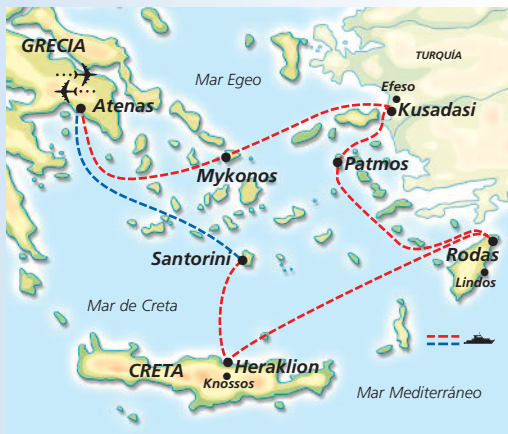 GRECIA
TURQUÍA
Mar Egeo
Efeso
Atenas
Kusadasi
Mykonos
Patmos
Santorini
Rodas
Lindos
Mar de Creta
Heraklion
CRETA
Knossos
Mar Mediterráneo